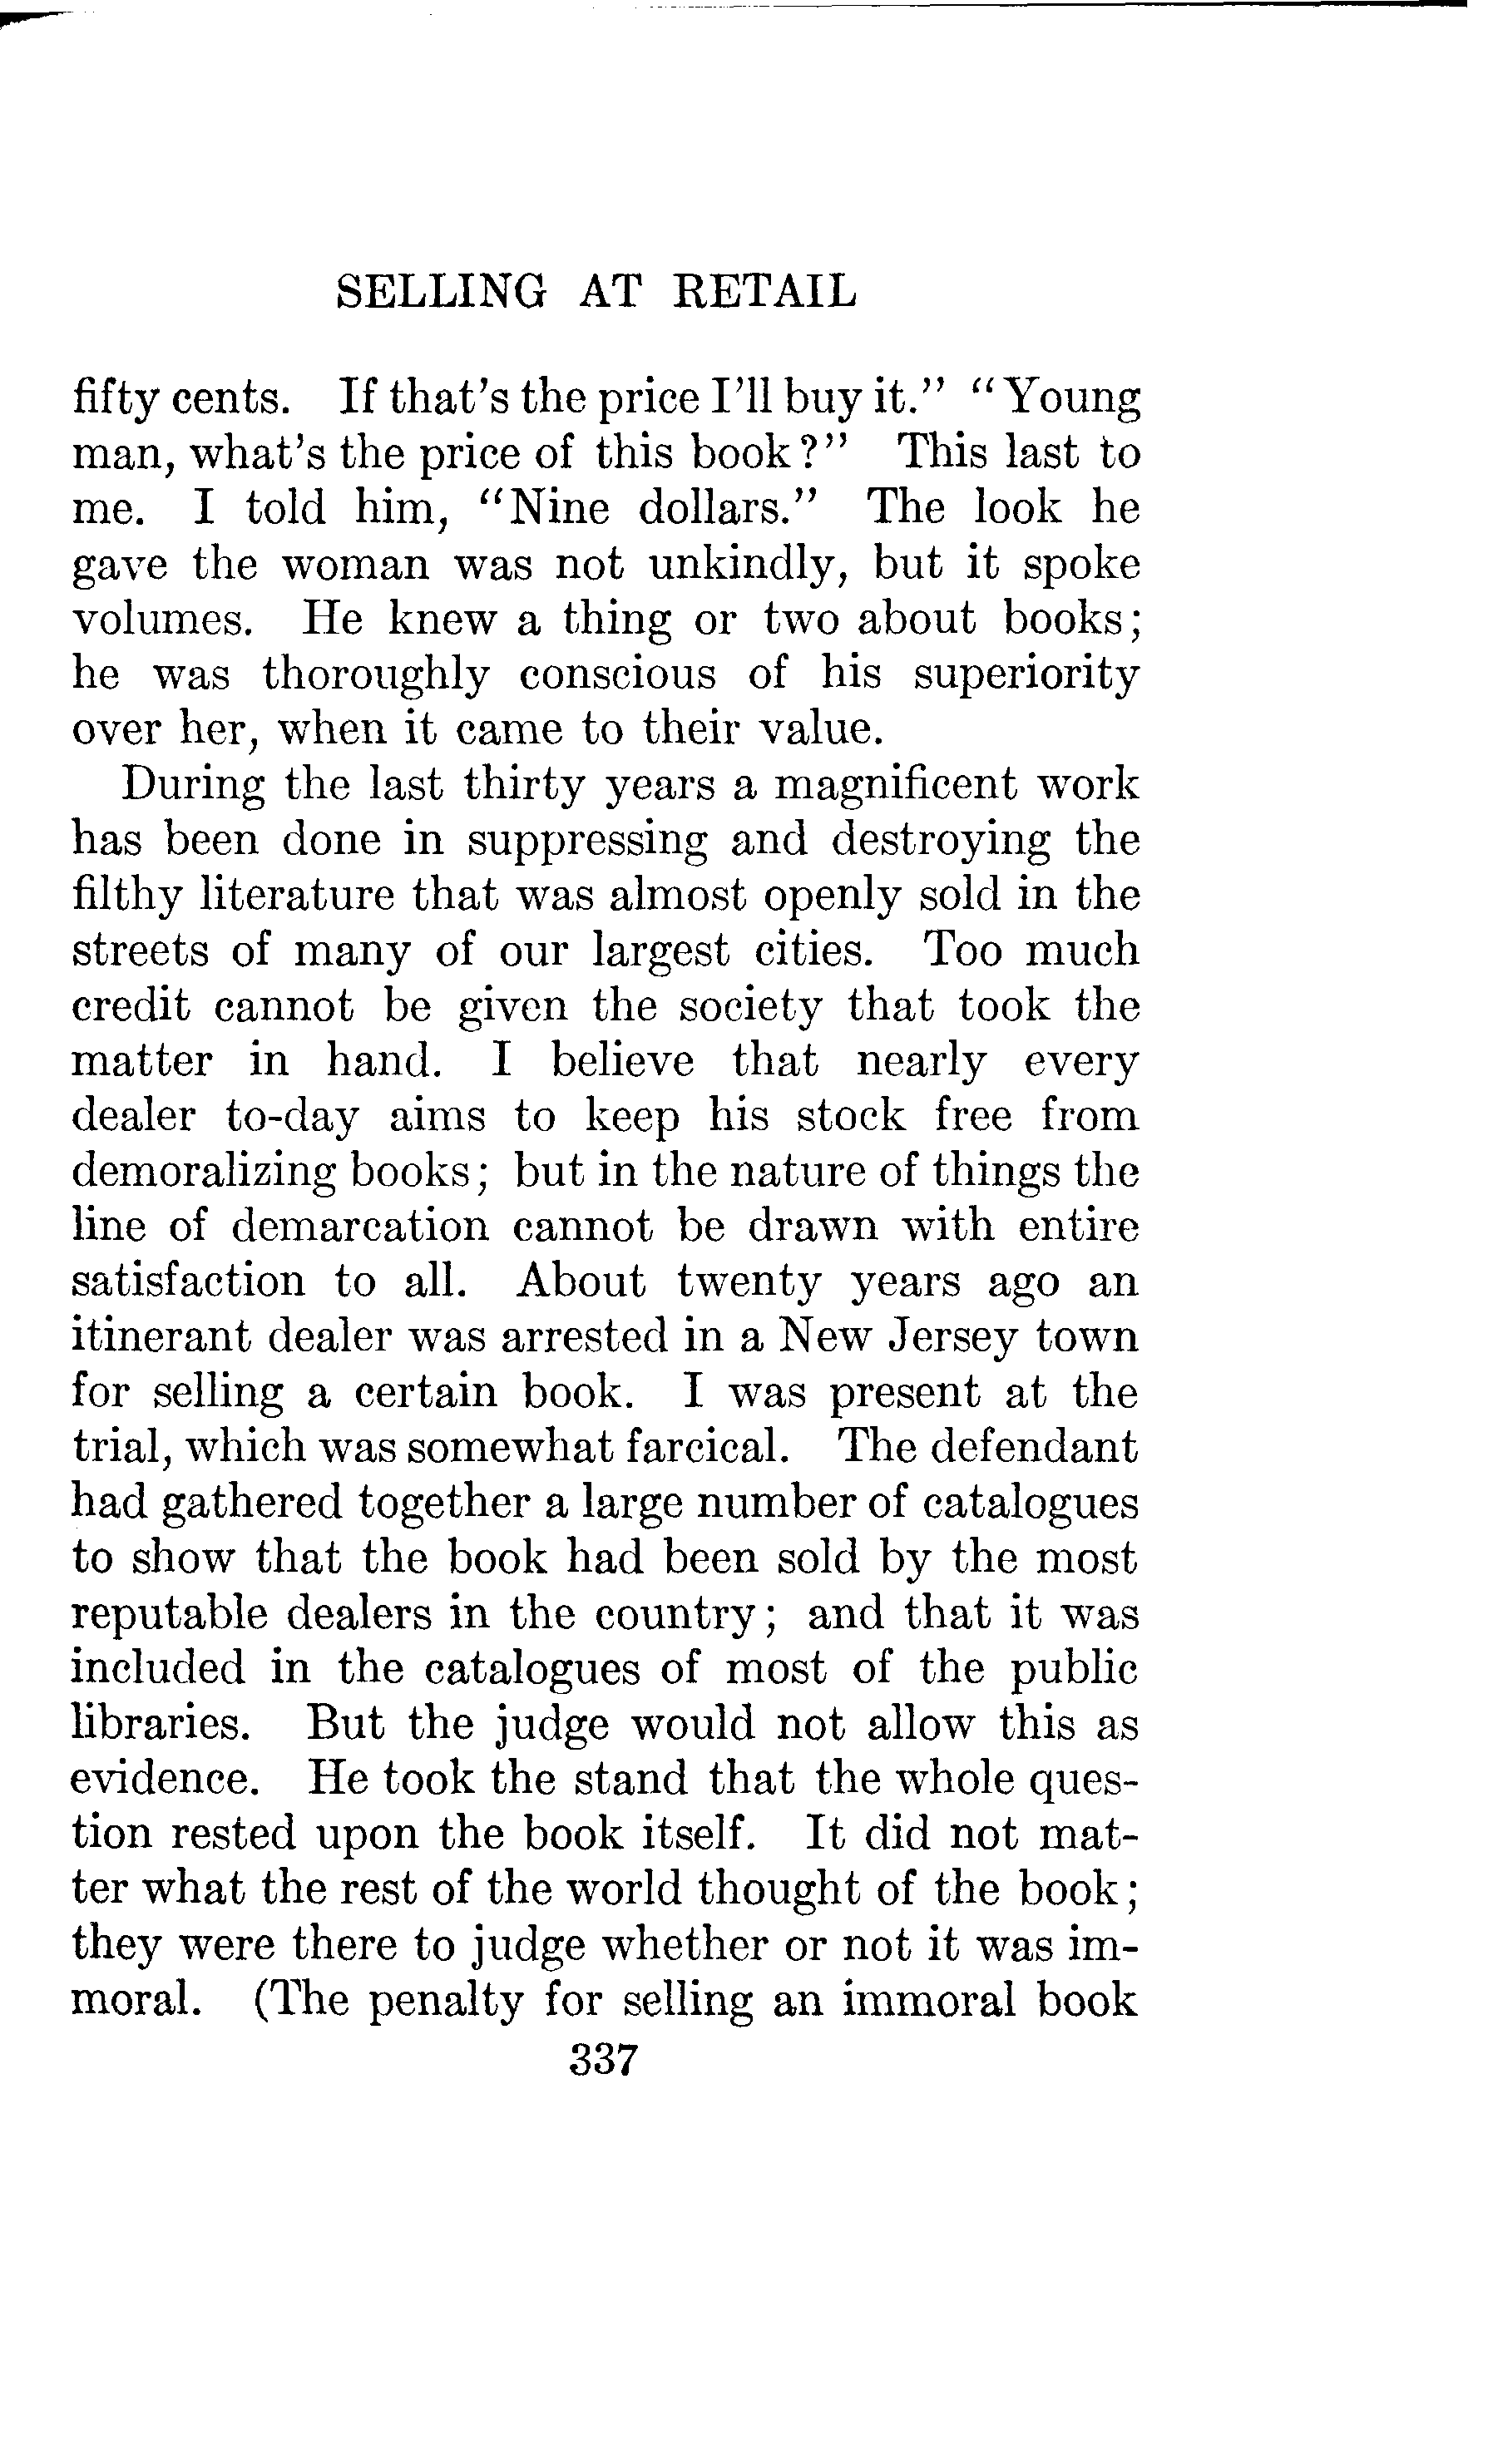 SELLING AT RETAIL
fifty cents. If that's the price I'll buy it." "Young
man, what's the price of this book?" This last to
me. I told him, "Nine dollars." The look he
gave the woman was not unkindly, but it spoke
volumes. He knew a thing or two about books;
he was thoroughly conscious of his superiority
over her, when it came to their value.
During the last thirty years a magnificent work
has been done in suppressing and destroying the
filthy literature that was almost openly sold in the
streets of many of our largest cities. Too much
credit cannot be given the society that took the
matter in hand. I believe that nearly every
dealer to-day aims to keep his stock free from
demoralizing books; but in the nature of things the
line of demarcation cannot be drawn with entire
satisfaction to all. About twenty years ago an
itinerant dealer was arrested in a New Jersey town
for selling a certain book. I was present at the
trial, which was somewhat farcical. The defendant
had gathered together a large number of catalogues
to show that the book had been sold by the most
reputable dealers in the country; and that it was
included in the catalogues of most of the public
libraries. But the judge would not allow this as
evidence. He took the stand that the whole ques-
tion rested upon the book itself. It did not mat-
ter what the rest of the world thought of the book;
they were there to judge whether or not it was im-
moral. (The penalty for selling an immoral book
337